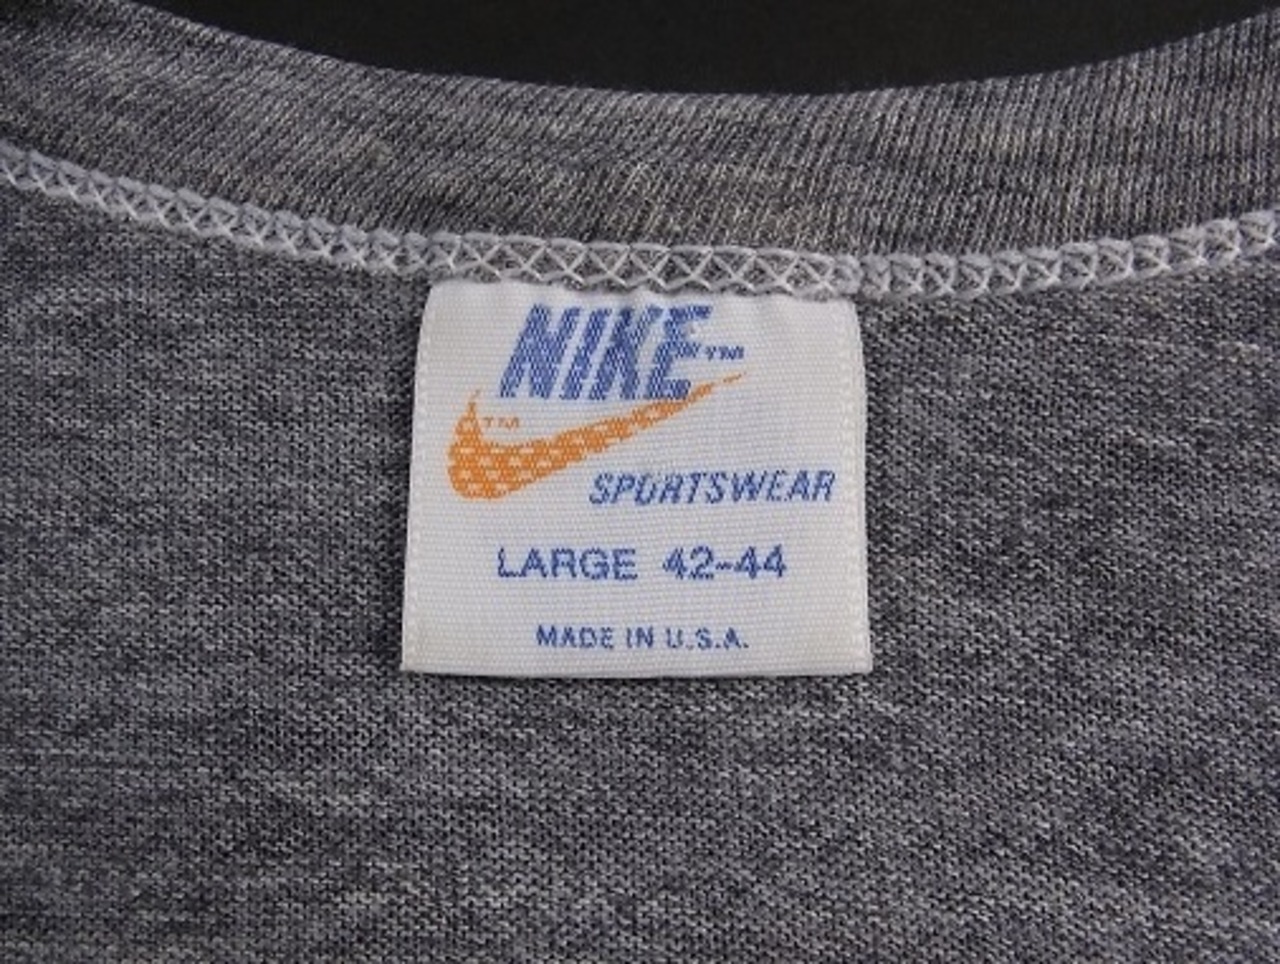 NIKE™
™
SPORTSWEAR
LARGE 42-44
MADE IN U.S.A.